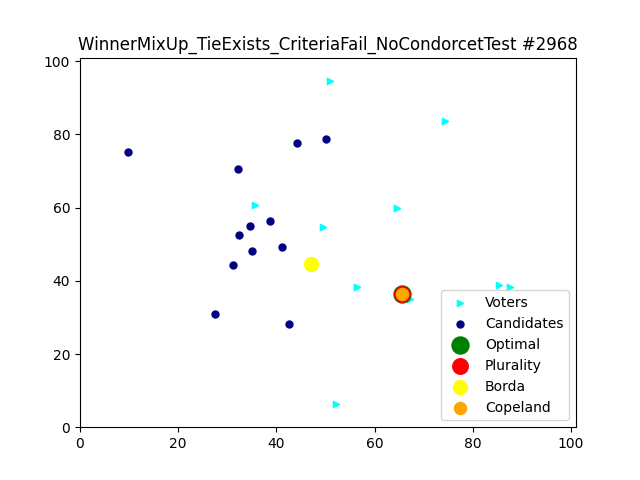 WinnerMixUp_TieExists_CriteriaFail_NoCondorcetTest #2968
100
80
60
40
20
0
0 20 40 60 80 100
Voters
Candidates
Optimal
Plurality
Borda
Copeland